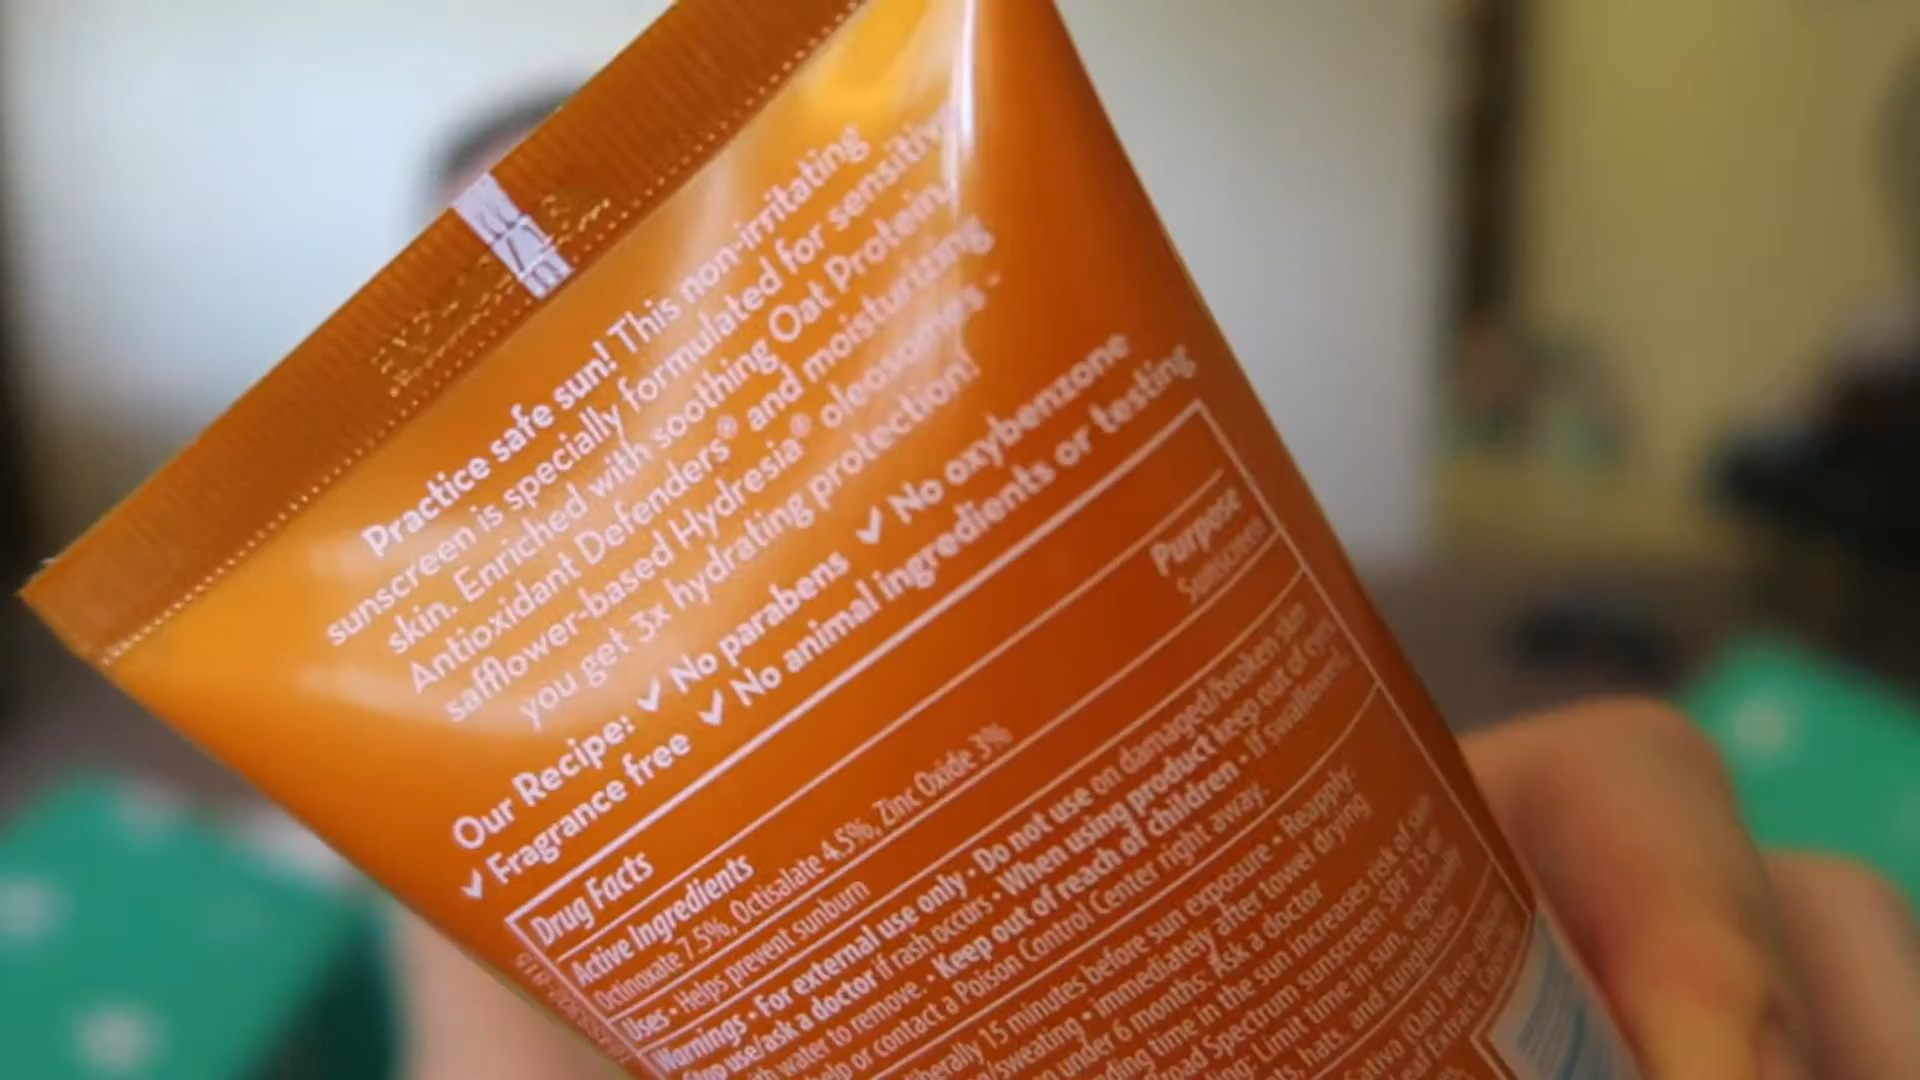 Practice safe sun! This non-irritating
sunscreen is specially formulated for sensitive
skin. Enriched with soothing Oat Protein,
Antioxidant Defenders® and moisturizing
safflower-based Hydresia® oleosomes -
you get 3x hydrating protection!
Our Recipe: ✓ No parabens ✓ No oxybenzone
✓ Fragrance free ✓ No animal ingredients or testing
Drug Facts
Active Ingredients Purpose
Octinoxate 7.5%, Octisalate 4.5%, Zinc Oxide 3% Sunscreen
Uses • Helps prevent sunburn
Warnings • For external use only • Do not use on damaged/broken skin
Stop use/ask a doctor if rash occurs • When using product keep out of eyes
with water to remove. • Keep out of reach of children • If swallowed,
help or contact a Poison Control Center right away.
liberally 15 minutes before sun exposure • Reapply:
/sweating • immediately after towel drying
under 6 months: Ask a doctor
time in the sun increases risk of skin
Broad Spectrum sunscreen SPF 15 or
Limit time in sun, especially
hats, and sunglasses
Sativa (Oat)
Leaf Extract,